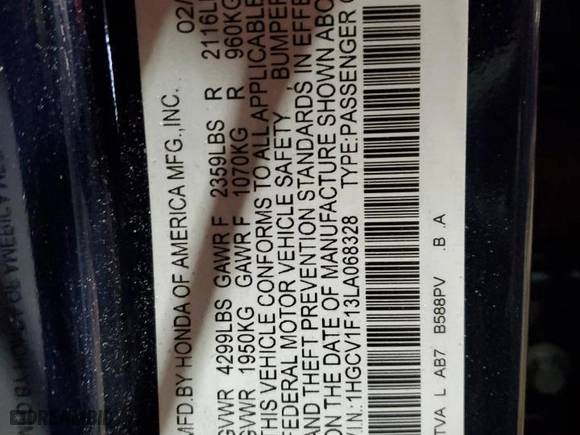 MFD.BY HONDA OF AMERICA MFG.,INC. 02/
GVWR 4299LBS GAWR F 2359LBS R 2116L
GVWR 1950KG GAWR F 1070KG R 960KG
THIS VEHICLE CONFORMS TO ALL APPLICABLE
FEDERAL MOTOR VEHICLE SAFETY, BUMPER
AND THEFT PREVENTION STANDARDS IN EFFE
ON THE DATE OF MANUFACTURE SHOWN ABO
V.I.N.:1HGCV1F13LA068328 TYPE:PASSENGER C
TVA L AB7 B588PV .B .A